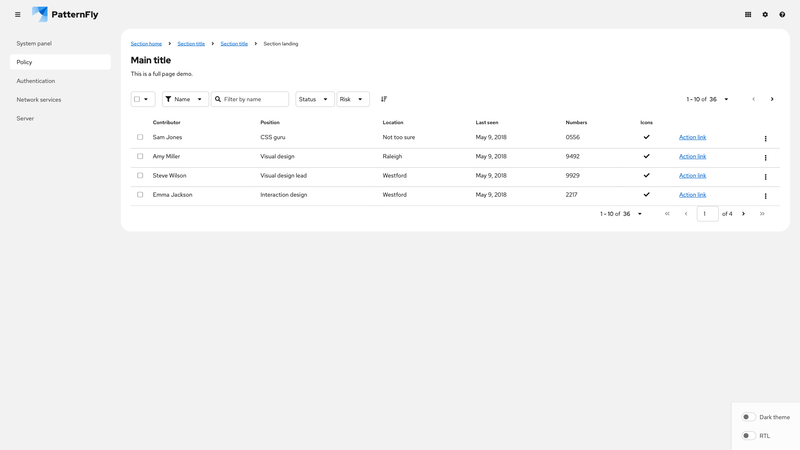 PatternFly
System panel
Policy
Authentication
Network services
Server
Section home Section title Section title Section landing
Main title
This is a full page demo.
Name Filter by name Status Risk 1 - 10 of 36
Contributor Position Location Last seen Numbers Icons
Sam Jones CSS guru Not too sure May 9, 2018 0556 Action link
Amy Miller Visual design Raleigh May 9, 2018 9492 Action link
Steve Wilson Visual design lead Westford May 9, 2018 9929 Action link
Emma Jackson Interaction design Westford May 9, 2018 2217 Action link
1 - 10 of 36 1 of 4
Dark theme
RTL